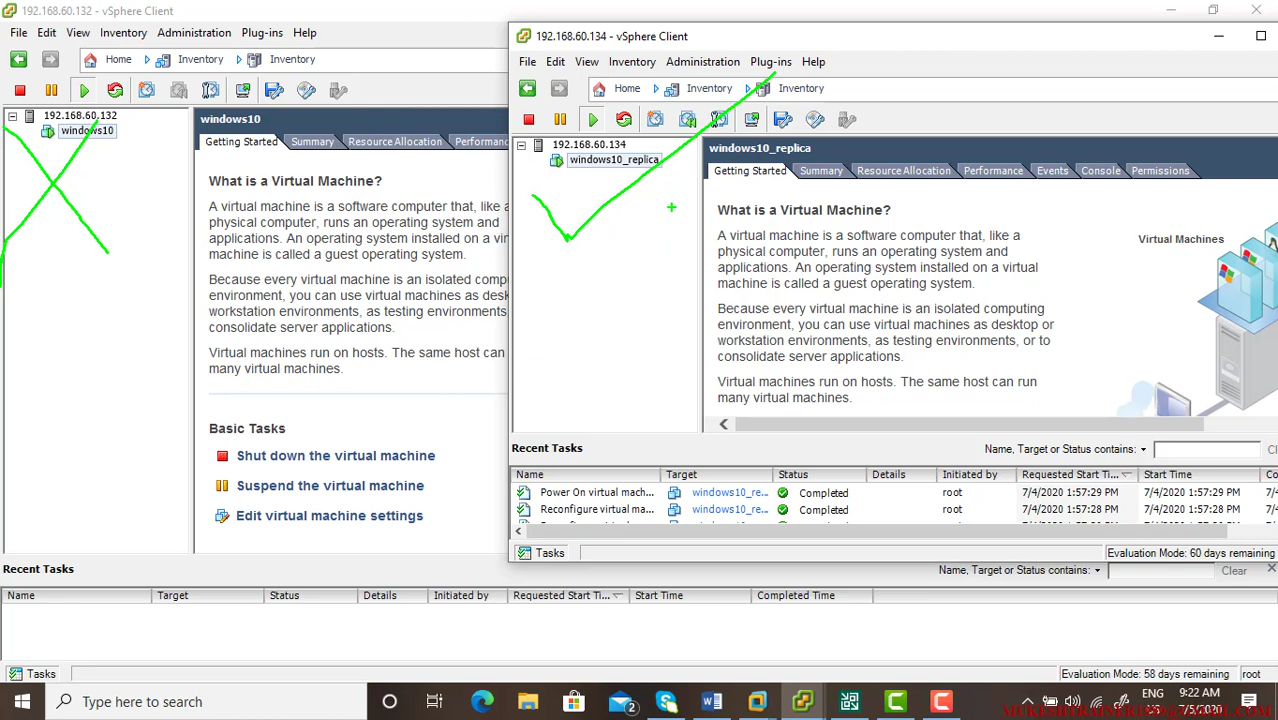 192.168.60.132 - vSphere Client
File Edit View Inventory Administration Plug-ins Help
Home Inventory Inventory
192.168.60.132
windows10
windows10
Getting Started Summary Resource Allocation Performance
What is a Virtual Machine?
A virtual machine is a software computer that, like a
physical computer, runs an operating system and
applications. An operating system installed on a
machine is called a guest operating system.
Because every virtual machine is an isolated
environment, you can use virtual machines as
workstation environments, as testing environments,
consolidate server applications.
Virtual machines run on hosts. The same host can
many virtual machines.
Basic Tasks
Shut down the virtual machine
Suspend the virtual machine
Edit virtual machine settings
192.168.60.134 - vSphere Client
File Edit View Inventory Administration Plug-ins Help
Home Inventory Inventory
192.168.60.134
windows10_replica
windows10_replica
Getting Started Summary Resource Allocation Performance Events Console Permissions
What is a Virtual Machine?
A virtual machine is a software computer that, like a
physical computer, runs an operating system and
applications. An operating system installed on a virtual
machine is called a guest operating system.
Because every virtual machine is an isolated computing
environment, you can use virtual machines as desktop or
workstation environments, as testing environments, or to
consolidate server applications.
Virtual machines run on hosts. The same host can run
many virtual machines.
Virtual Machines
Recent Tasks Name, Target or Status contains:
Name Target Status Details Initiated by Requested Start Ti... Start Time Co
Power On virtual mach... windows10_re... Completed root 7/4/2020 1:57:29 PM 7/4/2020 1:57:29 PM 7/4
Reconfigure virtual ma... windows10_re... Completed root 7/4/2020 1:57:28 PM 7/4/2020 1:57:28 PM 7/4
Tasks Evaluation Mode: 60 days remaining
Recent Tasks Name, Target or Status contains: Clear
Name Target Status Details Initiated by Requested Start Ti... Start Time Completed Time
Tasks Evaluation Mode: 58 days remaining root
Type here to search
2
ENG
9:22 AM
7/5/2020